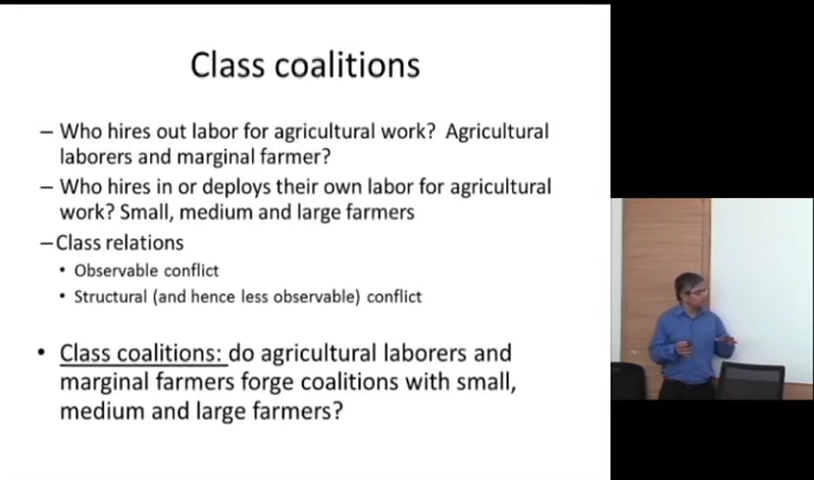 Class coalitions
– Who hires out labor for agricultural work? Agricultural
laborers and marginal farmer?
– Who hires in or deploys their own labor for agricultural
work? Small, medium and large farmers
– Class relations
• Observable conflict
• Structural (and hence less observable) conflict
• Class coalitions: do agricultural laborers and
marginal farmers forge coalitions with small,
medium and large farmers?